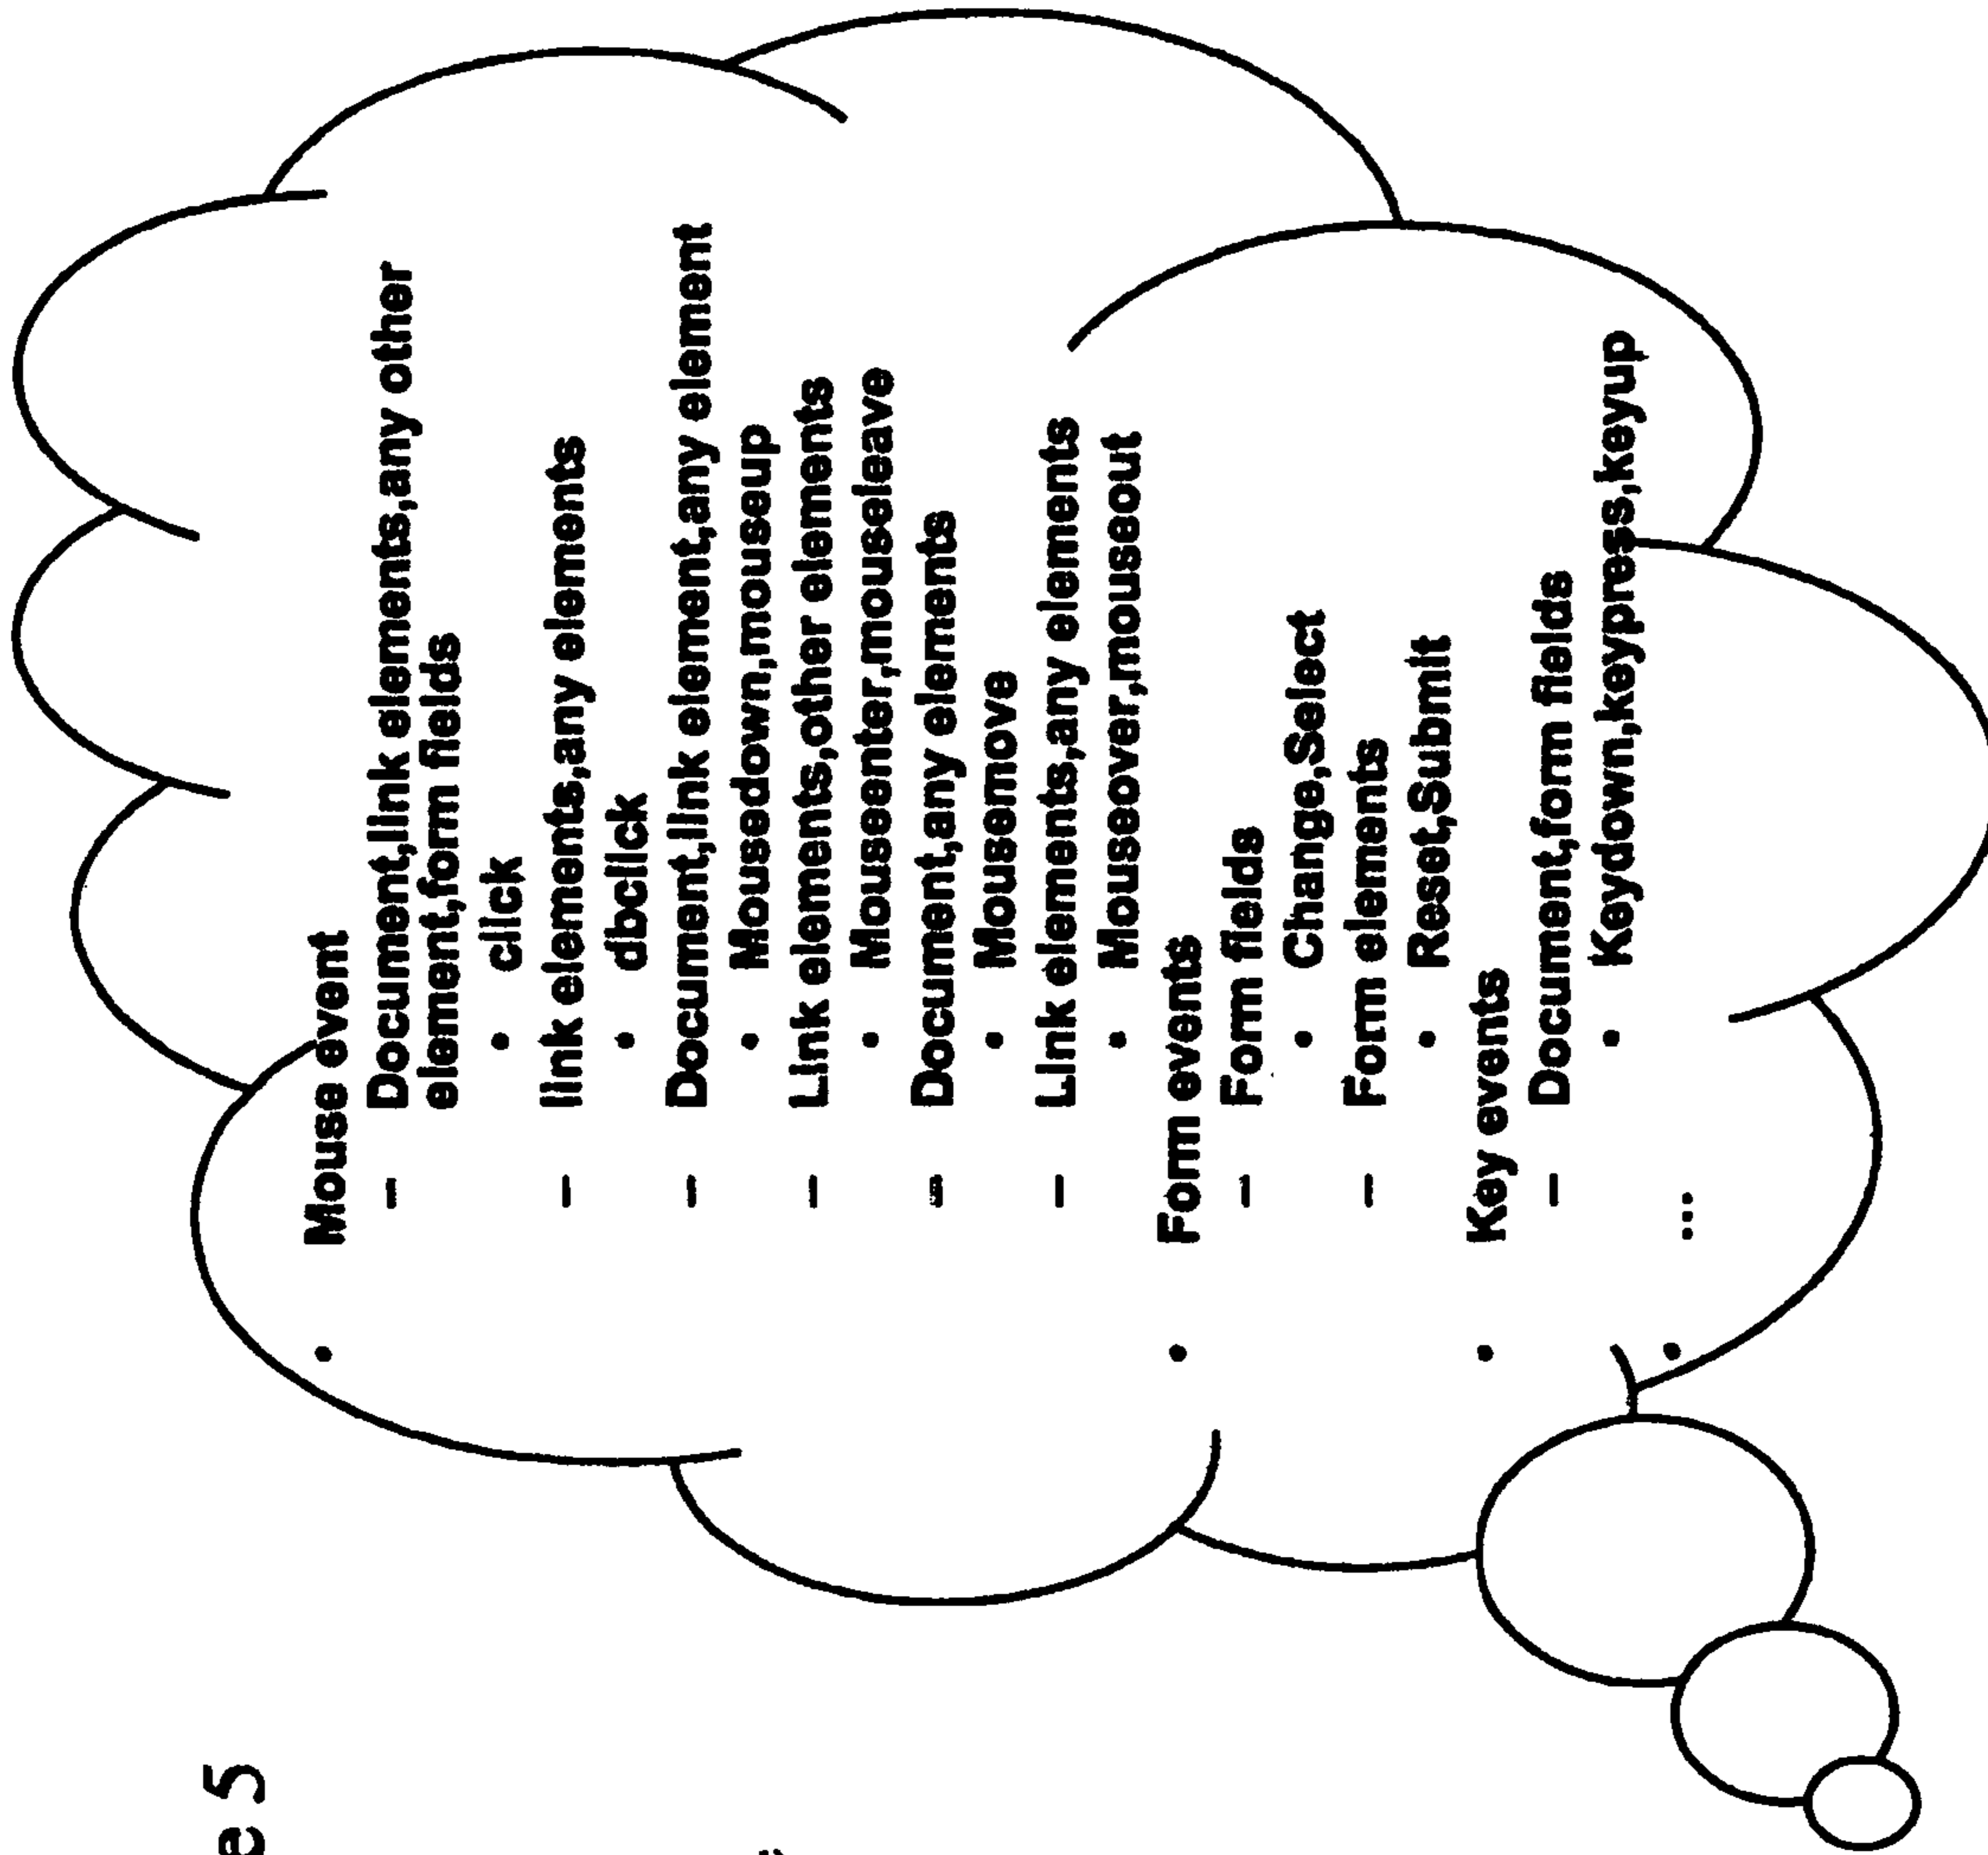 e 5
• Mouse event
– Document,link elements,any other
element,form fields
• click
– link elements,any elements
• dbclick
– Document,link element,any element
• Mousedown,mouseup
– Link elements,other elements
• Mouseenter,mouseleave
– Document,any elements
• Mousemove
– Link elements,any elements
• Mouseover,mouseout
• Form events
– Form fields
• Change,Select
– Form elements
• Reset,Submit
• Key events
– Document,form fields
• Keydown,keypress,keyup
• ...